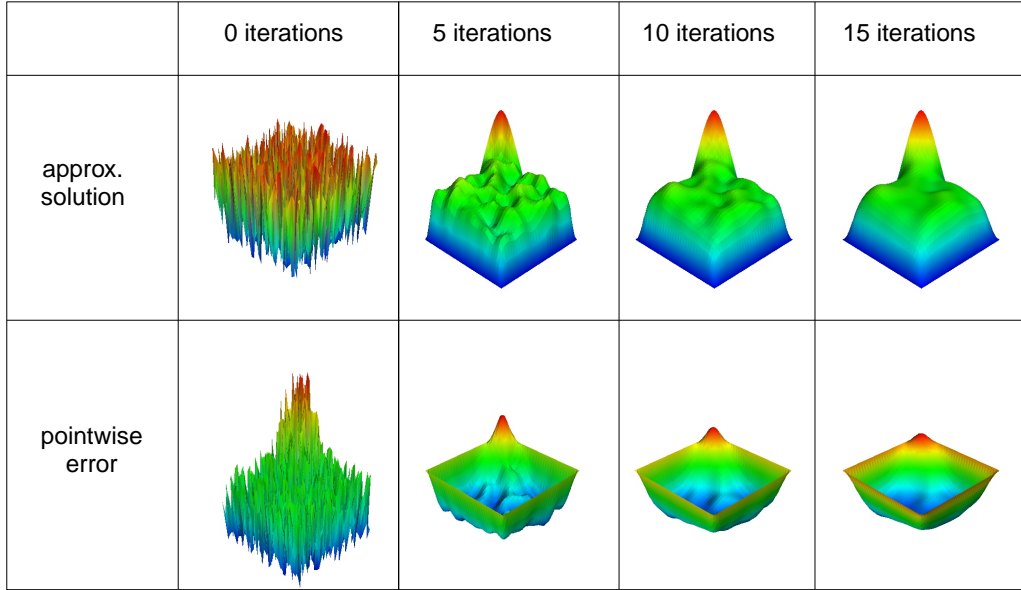 0 iterations
5 iterations
10 iterations
15 iterations
approx.
solution
pointwise
error